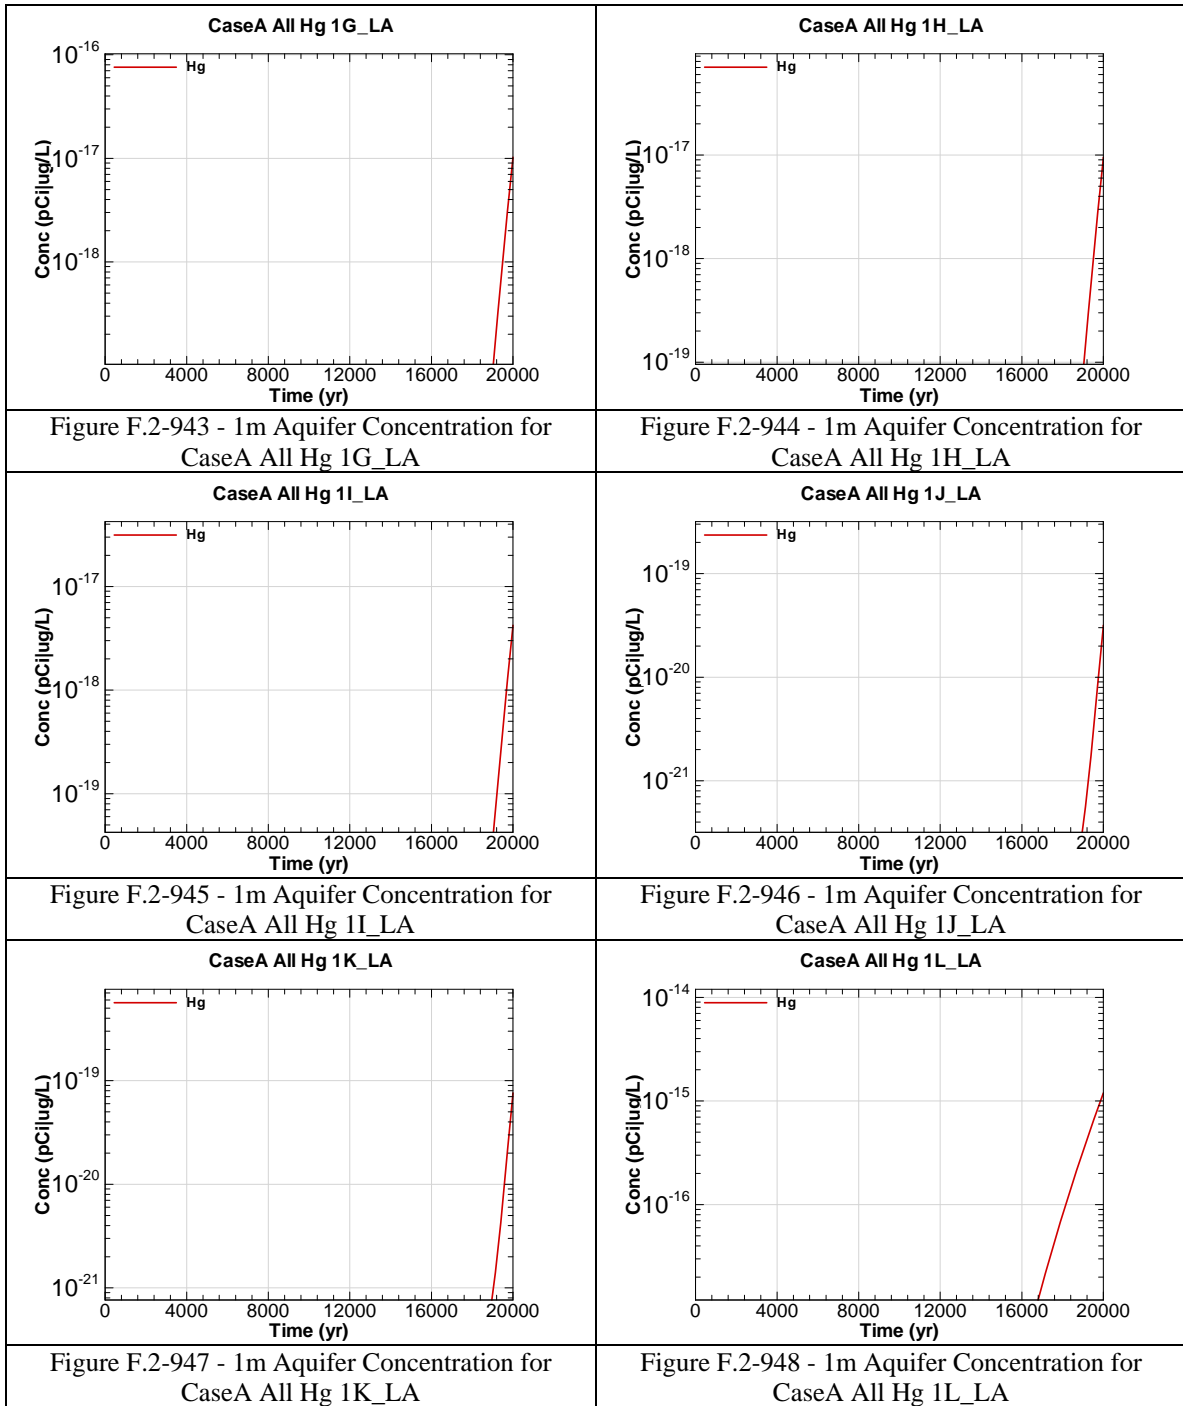 CaseA All Hg 1G_LA
Hg
10-16
10-17
10-18
Conc (pCi|ug/L)
0 4000 8000 12000 16000 20000
Time (yr)
Figure F.2-943 - 1m Aquifer Concentration for
CaseA All Hg 1G_LA
CaseA All Hg 1H_LA
Hg
10-17
10-18
10-19
Conc (pCi|ug/L)
0 4000 8000 12000 16000 20000
Time (yr)
Figure F.2-944 - 1m Aquifer Concentration for
CaseA All Hg 1H_LA
CaseA All Hg 1I_LA
Hg
10-17
10-18
10-19
Conc (pCi|ug/L)
0 4000 8000 12000 16000 20000
Time (yr)
Figure F.2-945 - 1m Aquifer Concentration for
CaseA All Hg 1I_LA
CaseA All Hg 1J_LA
Hg
10-19
10-20
10-21
Conc (pCi|ug/L)
0 4000 8000 12000 16000 20000
Time (yr)
Figure F.2-946 - 1m Aquifer Concentration for
CaseA All Hg 1J_LA
CaseA All Hg 1K_LA
Hg
10-19
10-20
10-21
Conc (pCi|ug/L)
0 4000 8000 12000 16000 20000
Time (yr)
Figure F.2-947 - 1m Aquifer Concentration for
CaseA All Hg 1K_LA
CaseA All Hg 1L_LA
Hg
10-14
10-15
10-16
Conc (pCi|ug/L)
0 4000 8000 12000 16000 20000
Time (yr)
Figure F.2-948 - 1m Aquifer Concentration for
CaseA All Hg 1L_LA